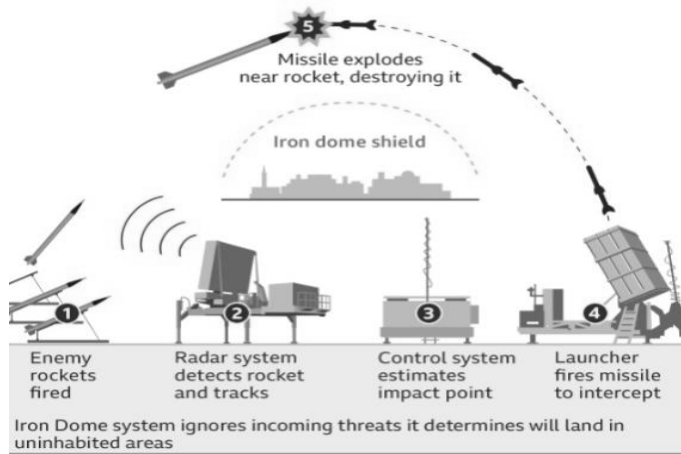 5
Missile explodes
near rocket, destroying it
Iron dome shield
1
2
3
4
Enemy
rockets
fired
Radar system
detects rocket
and tracks
Control system
estimates
impact point
Launcher
fires missile
to intercept
Iron Dome system ignores incoming threats it determines will land in
uninhabited areas